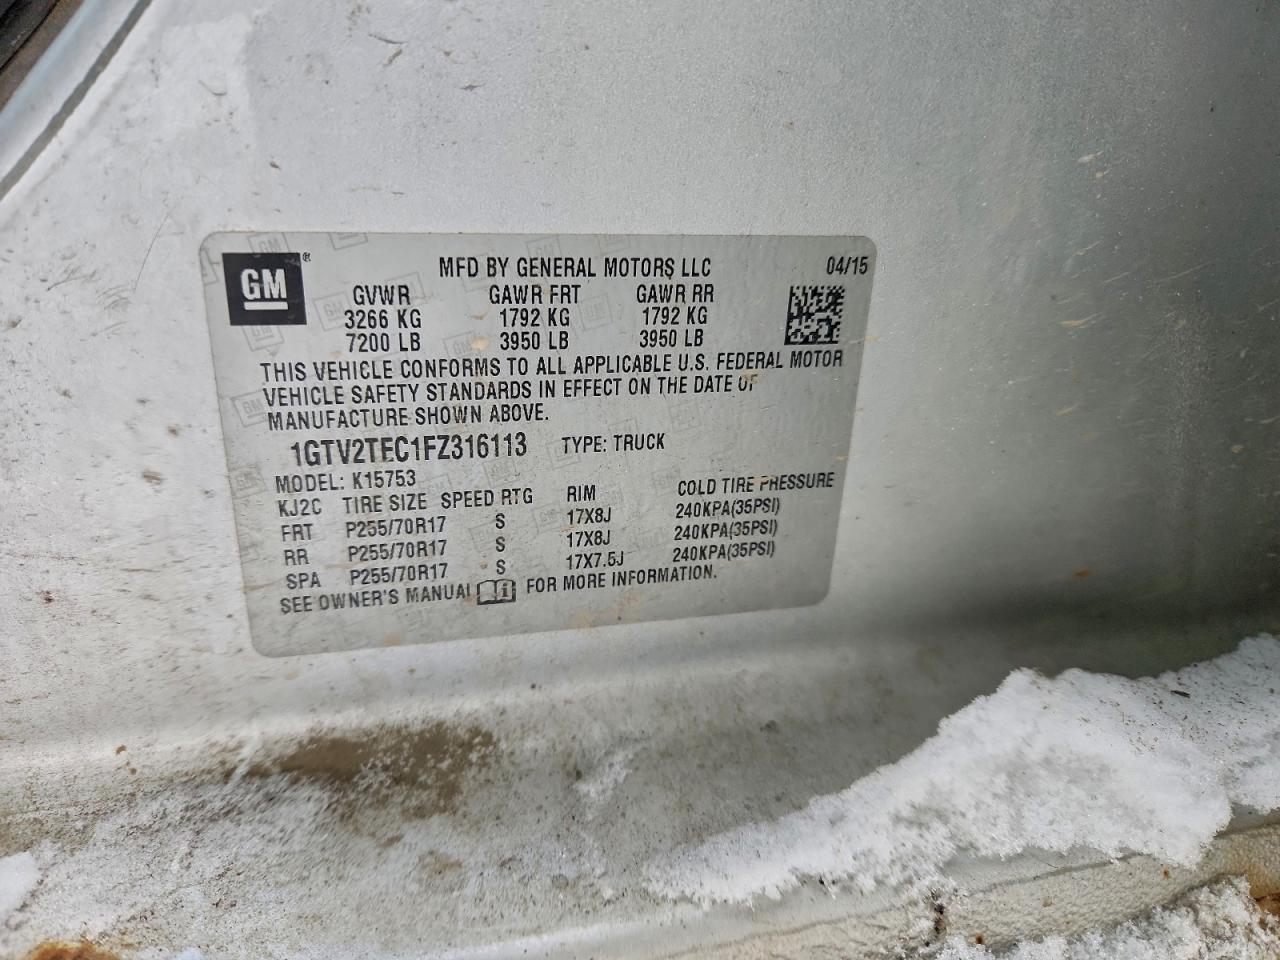 GM ®
MFD BY GENERAL MOTORS LLC 04/15
GVWR GAWR FRT GAWR RR
3266 KG 1792 KG 1792 KG
7200 LB 3950 LB 3950 LB
THIS VEHICLE CONFORMS TO ALL APPLICABLE U.S. FEDERAL MOTOR
VEHICLE SAFETY STANDARDS IN EFFECT ON THE DATE OF
MANUFACTURE SHOWN ABOVE.
1GTV2TEC1FZ316113 TYPE: TRUCK
MODEL: K15753
KJ2C TIRE SIZE SPEED RTG RIM COLD TIRE PRESSURE
FRT P255/70R17 S 17X8J 240KPA(35PSI)
RR P255/70R17 S 17X8J 240KPA(35PSI)
SPA P255/70R17 S 17X7.5J 240KPA(35PSI)
SEE OWNER'S MANUAL FOR MORE INFORMATION.